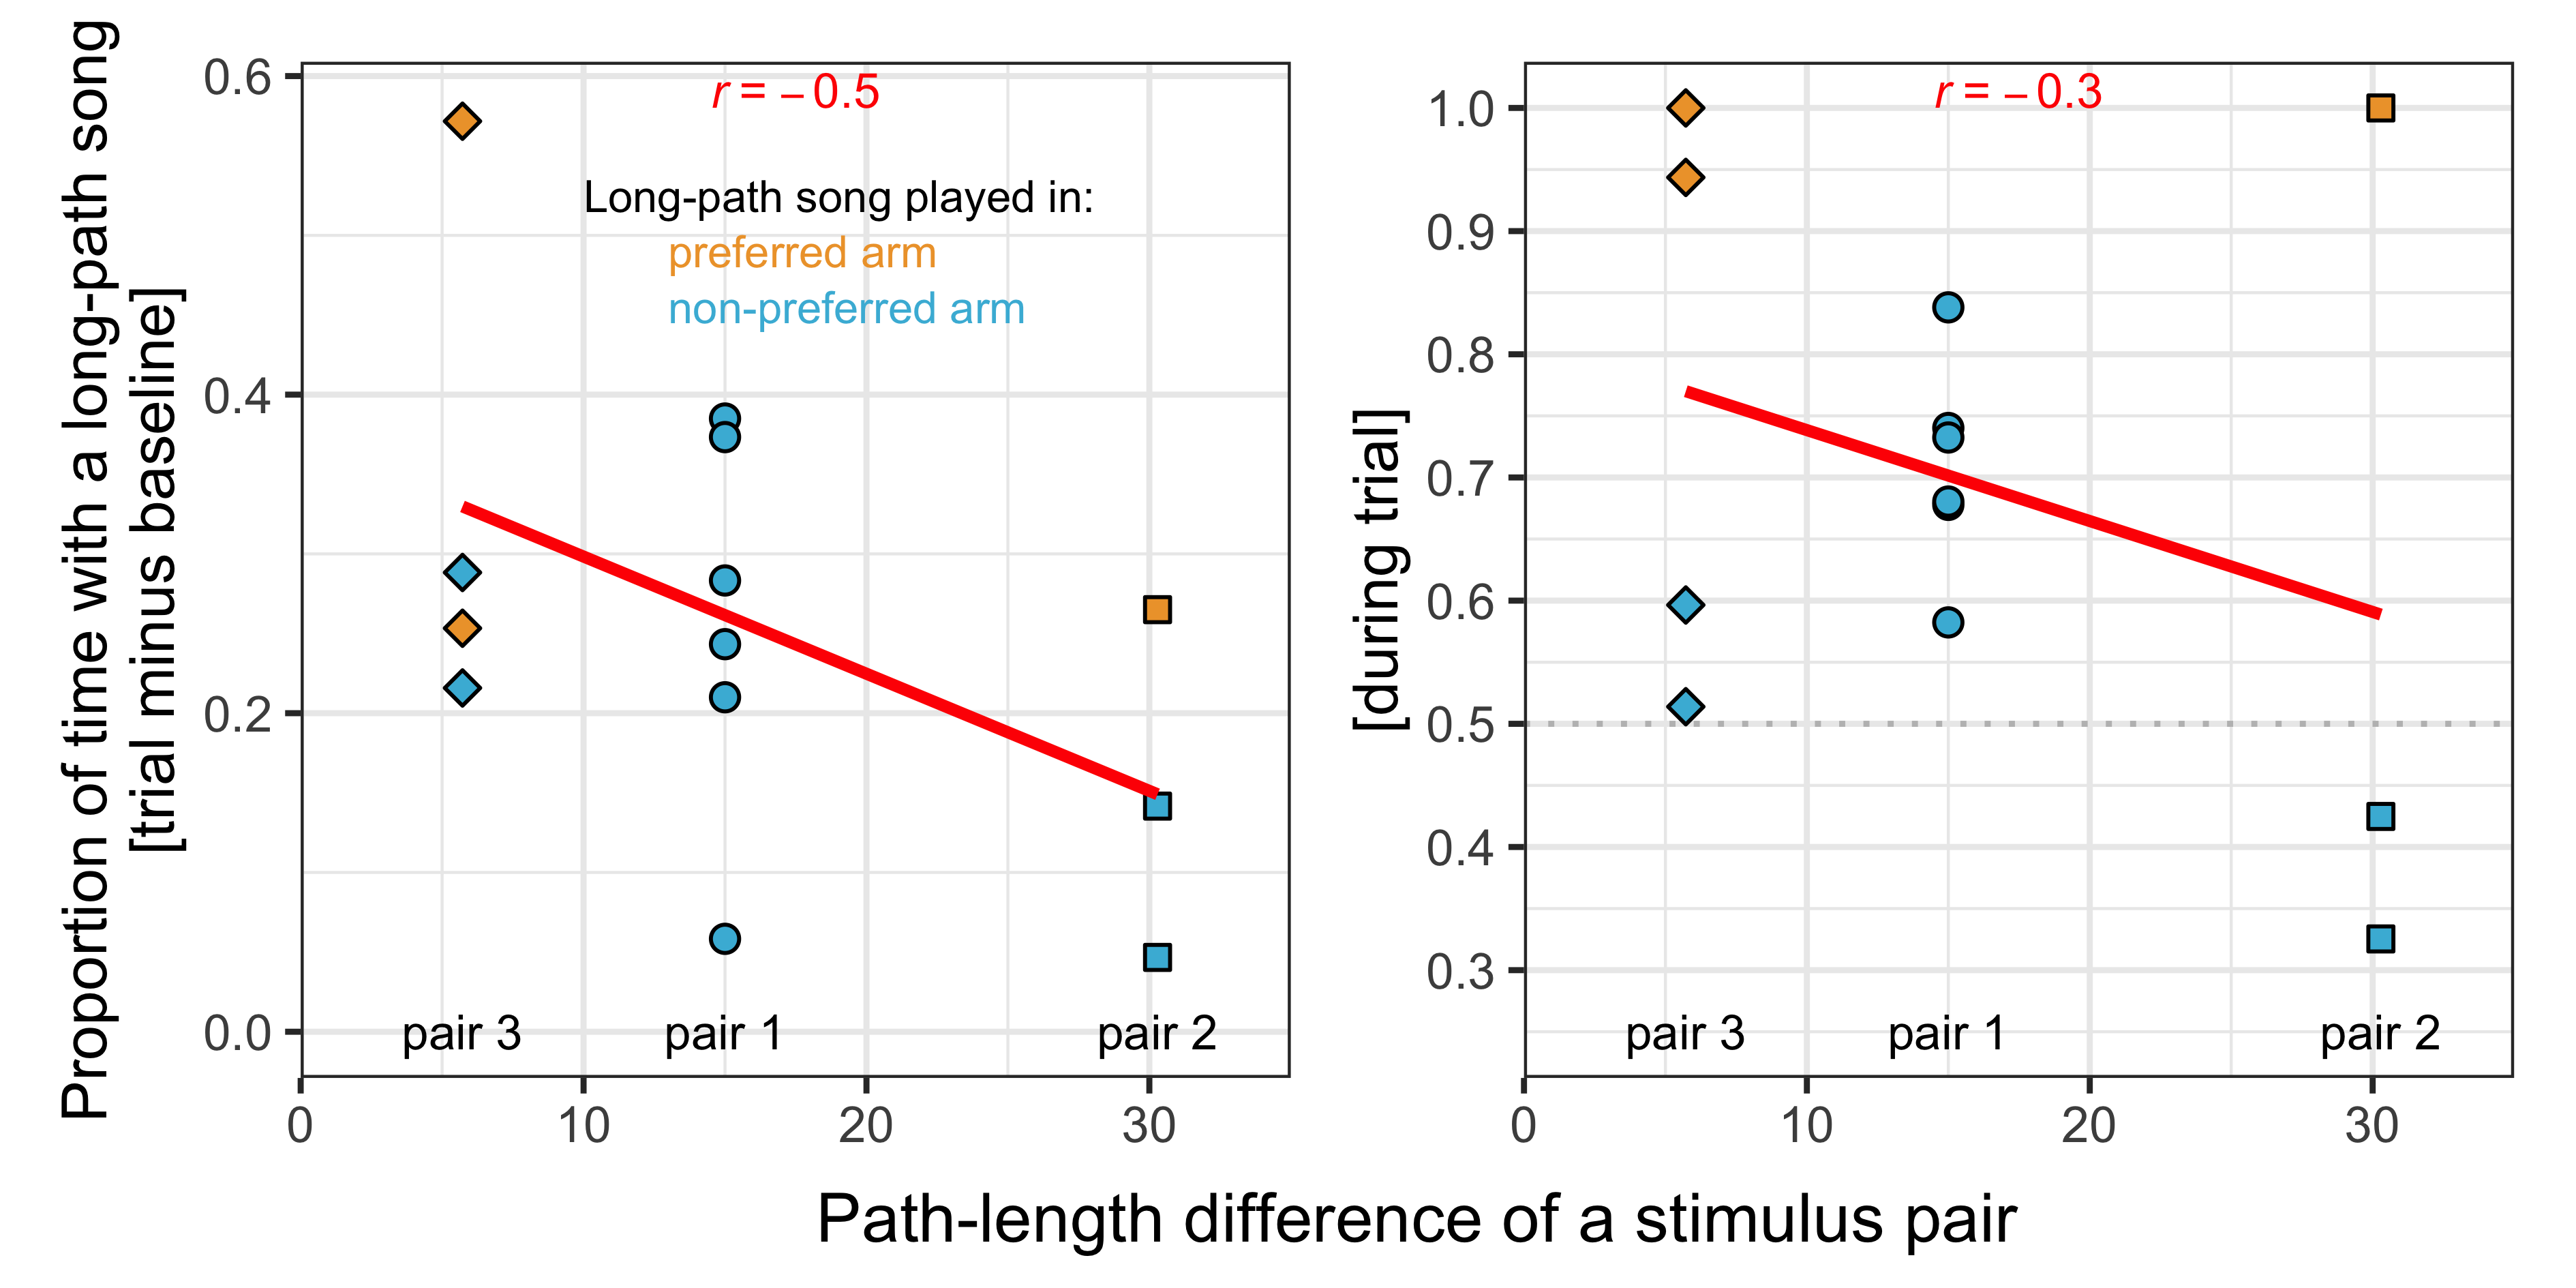 Proportion of time with a long-path song
[trial minus baseline]
0.6
0.4
0.2
0.0
r = – 0.5
Long-path song played in:
preferred arm
non-preferred arm
pair 3 pair 1 pair 2
0 10 20 30
[during trial]
1.0
0.9
0.8
0.7
0.6
0.5
0.4
0.3
r = – 0.3
pair 3 pair 1 pair 2
0 10 20 30
Path-length difference of a stimulus pair